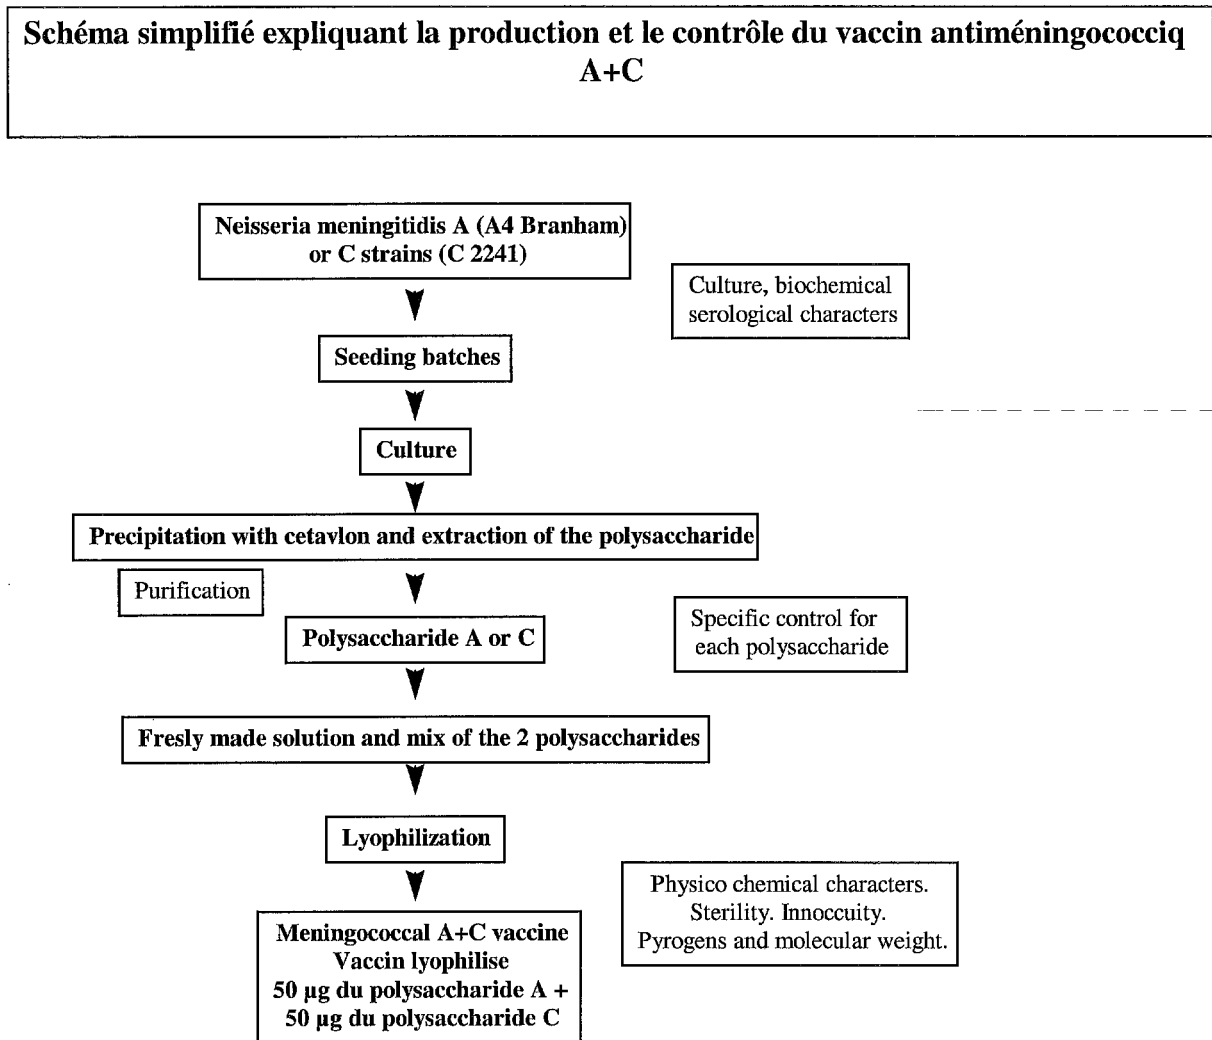 Schéma simplifié expliquant la production et le contrôle du vaccin antiméningococciq
A+C
Neisseria meningitidis A (A4 Branham)
or C strains (C 2241)
Culture, biochemical
serological characters
Seeding batches
Culture
Precipitation with cetavlon and extraction of the polysaccharide
Purification
Specific control for
each polysaccharide
Polysaccharide A or C
Fresly made solution and mix of the 2 polysaccharides
Lyophilization
Physico chemical characters.
Sterility. Innoccuity.
Pyrogens and molecular weight.
Meningococcal A+C vaccine
Vaccin lyophilise
50 µg du polysaccharide A +
50 µg du polysaccharide C